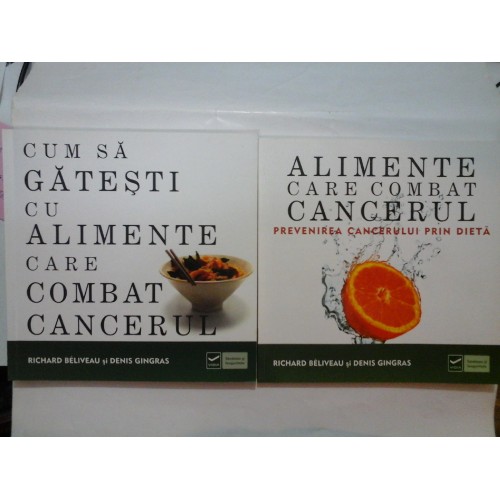 CUM SĂ
GĂTEȘTI
CU
ALIMENTE
CARE
COMBAT
CANCERUL
RICHARD BÉLIVEAU și DENIS GINGRAS
ALIMENTE
CARE COMBAT
CANCERUL
PREVENIREA CANCERULUI PRIN DIETĂ
RICHARD BÉLIVEAU și DENIS GINGRAS